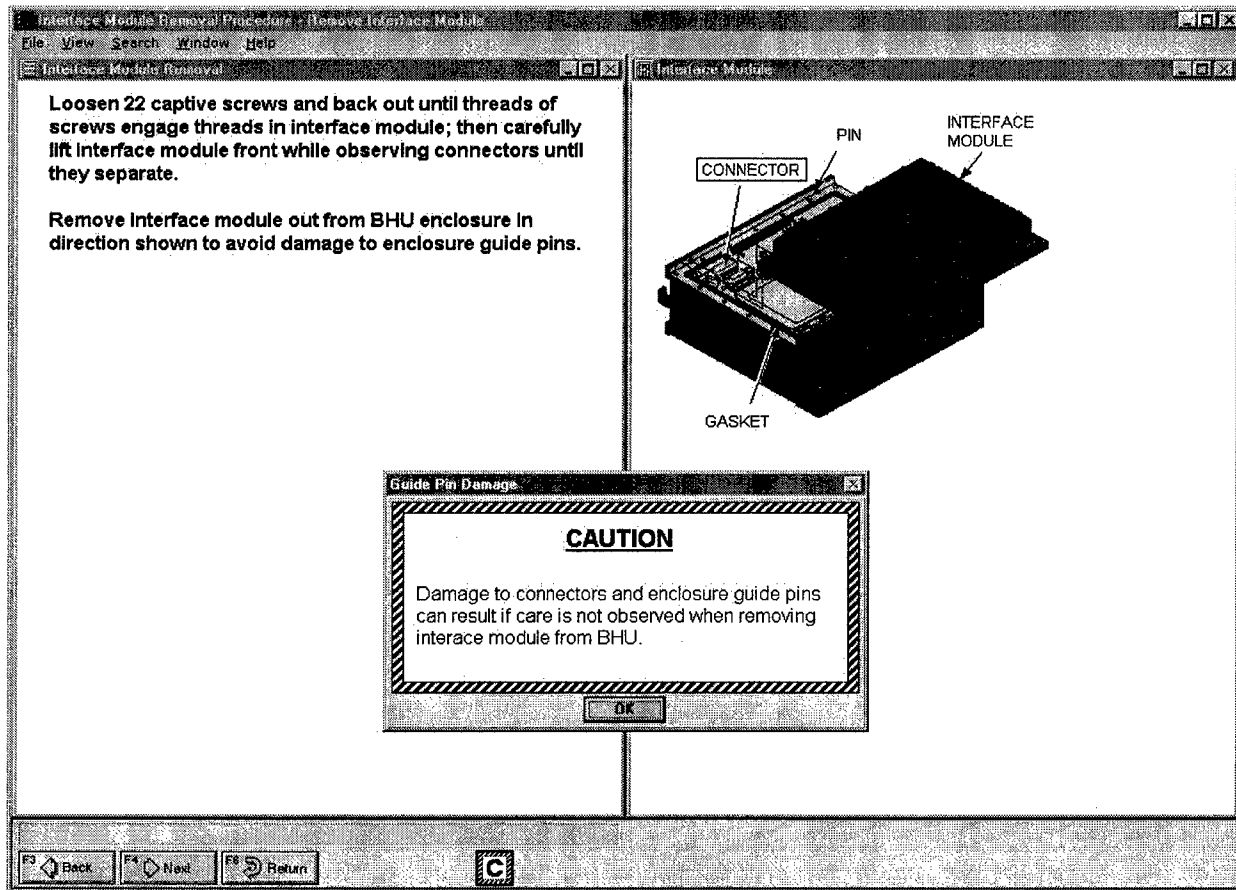 Interface Module Removal Procedure - Remove Interface Module
File View Search Window Help
Interface Module Removal
Loosen 22 captive screws and back out until threads of
screws engage threads in interface module; then carefully
lift interface module front while observing connectors until
they separate.
Remove interface module out from BHU enclosure in
direction shown to avoid damage to enclosure guide pins.
Interface Module
PIN
INTERFACE
MODULE
CONNECTOR
GASKET
Guide Pin Damage
CAUTION
Damage to connectors and enclosure guide pins
can result if care is not observed when removing
interace module from BHU.
OK
F3 Back
F4 Next
F8 Return
C